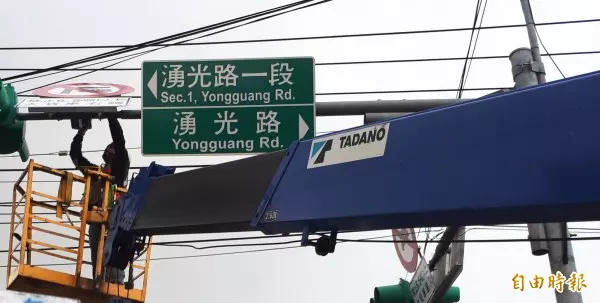 湧光路一段
Sec.1, Yongguang Rd.
湧光路
Yongguang Rd.
TADANO
自由時報